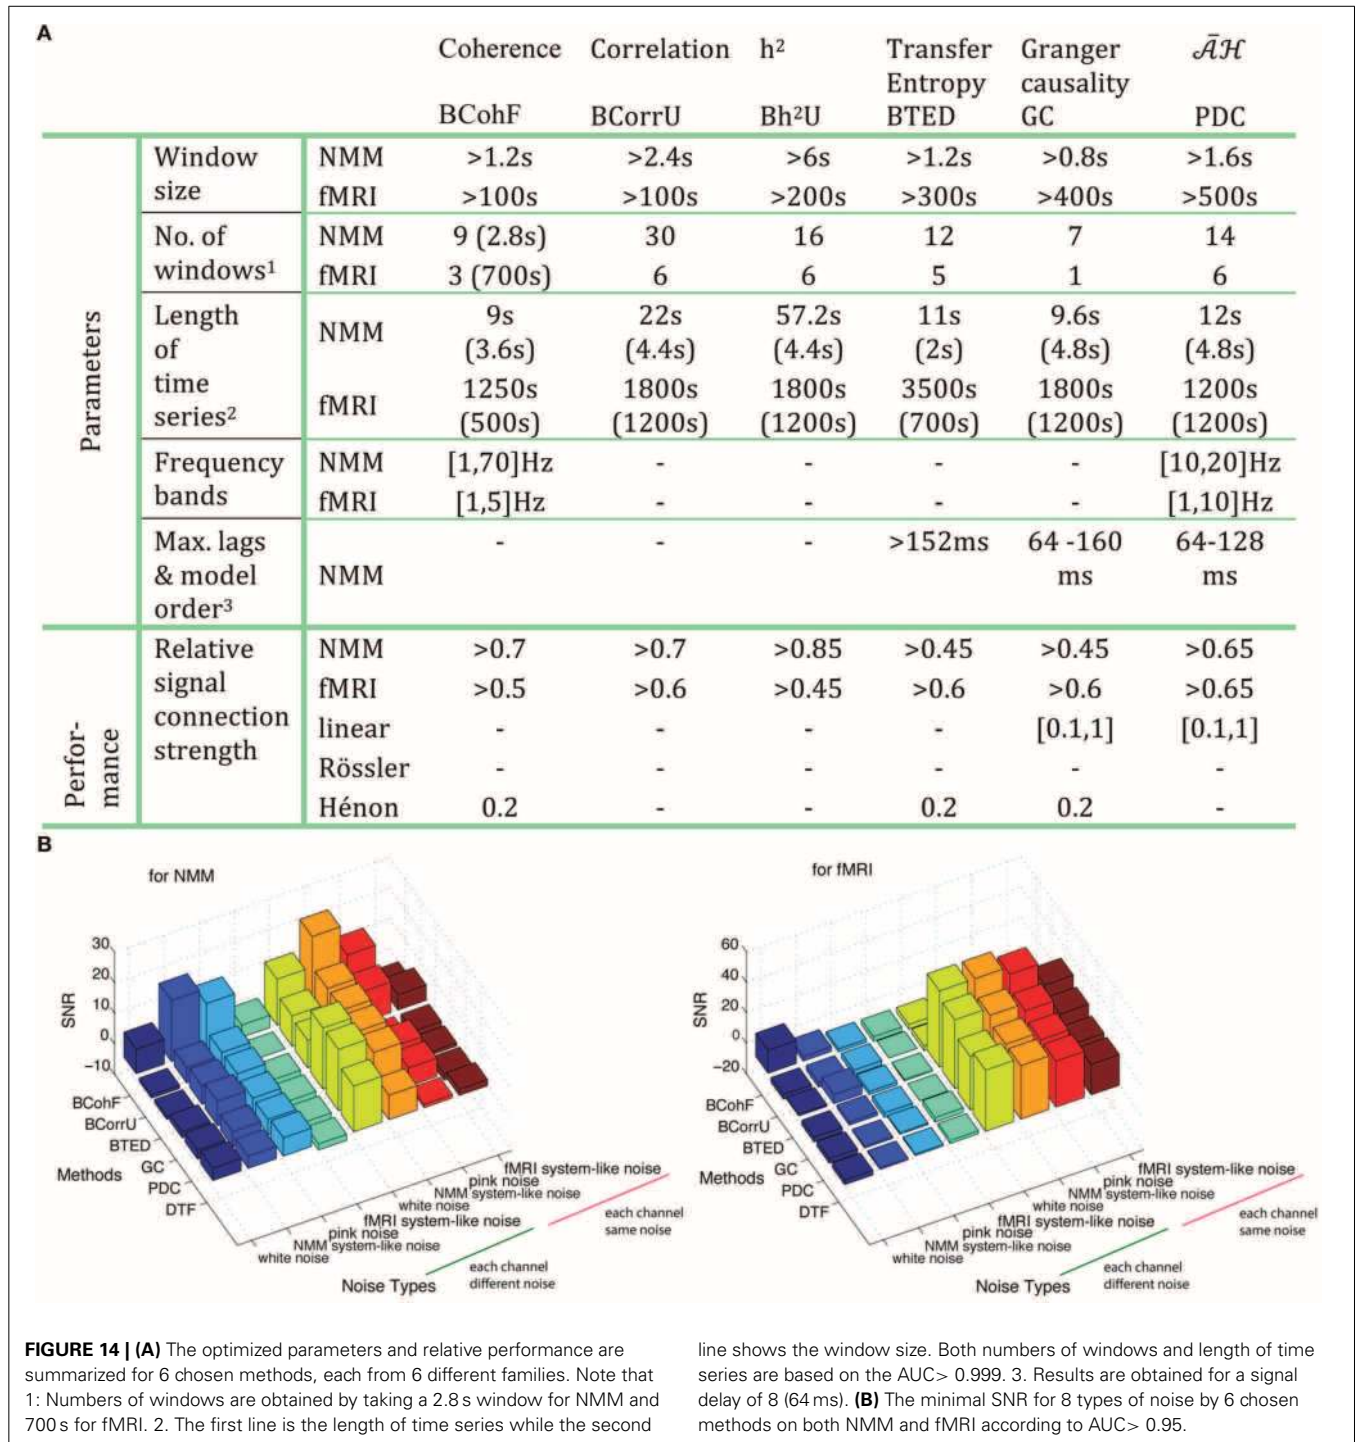 A
Coherence Correlation h² Transfer Granger ĀH
Entropy causality
BCohF BCorrU Bh²U BTED GC PDC
Parameters
Window NMM >1.2s >2.4s >6s >1.2s >0.8s >1.6s
size fMRI >100s >100s >200s >300s >400s >500s
No. of NMM 9 (2.8s) 30 16 12 7 14
windows¹ fMRI 3 (700s) 6 6 5 1 6
Length 9s 22s 57.2s 11s 9.6s 12s
of NMM (3.6s) (4.4s) (4.4s) (2s) (4.8s) (4.8s)
time 1250s 1800s 1800s 3500s 1800s 1200s
series² fMRI (500s) (1200s) (1200s) (700s) (1200s) (1200s)
Frequency NMM [1,70]Hz - - - - [10,20]Hz
bands fMRI [1,5]Hz - - - - [1,10]Hz
Max. lags - - - >152ms 64 -160 64-128
& model NMM ms ms
order³
Perfor-
mance
Relative NMM >0.7 >0.7 >0.85 >0.45 >0.45 >0.65
signal fMRI >0.5 >0.6 >0.45 >0.6 >0.6 >0.65
connection linear - - - - [0.1,1] [0.1,1]
strength Rössler - - - - - -
Hénon 0.2 - - 0.2 0.2 -
B
for NMM
30
20
10
0
−10
SNR
BCohF
BCorrU
BTED
GC
PDC
DTF
Methods
white noise
NMM system-like noise
pink noise
fMRI system-like noise
white noise
NMM system-like noise
pink noise
fMRI system-like noise
each channel
same noise
each channel
different noise
Noise Types
for fMRI
60
40
20
0
−20
SNR
BCohF
BCorrU
BTED
GC
PDC
DTF
Methods
white noise
NMM system-like noise
pink noise
fMRI system-like noise
white noise
NMM system-like noise
pink noise
fMRI system-like noise
each channel
same noise
each channel
different noise
Noise Types
FIGURE 14 | (A) The optimized parameters and relative performance are
summarized for 6 chosen methods, each from 6 different families. Note that
1: Numbers of windows are obtained by taking a 2.8 s window for NMM and
700 s for fMRI. 2. The first line is the length of time series while the second
line shows the window size. Both numbers of windows and length of time
series are based on the AUC> 0.999. 3. Results are obtained for a signal
delay of 8 (64 ms). (B) The minimal SNR for 8 types of noise by 6 chosen
methods on both NMM and fMRI according to AUC> 0.95.